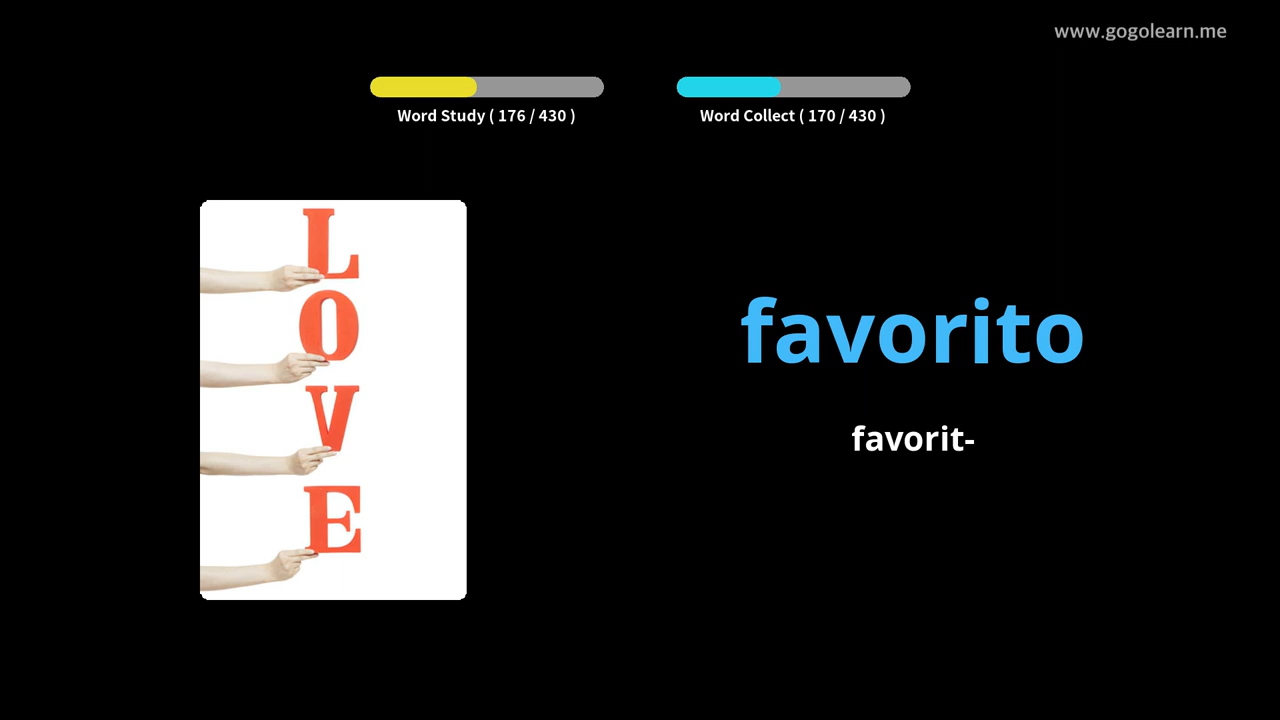 www.gogolearn.me
Word Study ( 176 / 430 )
Word Collect ( 170 / 430 )
L
O
V
E
favorito
favorit-